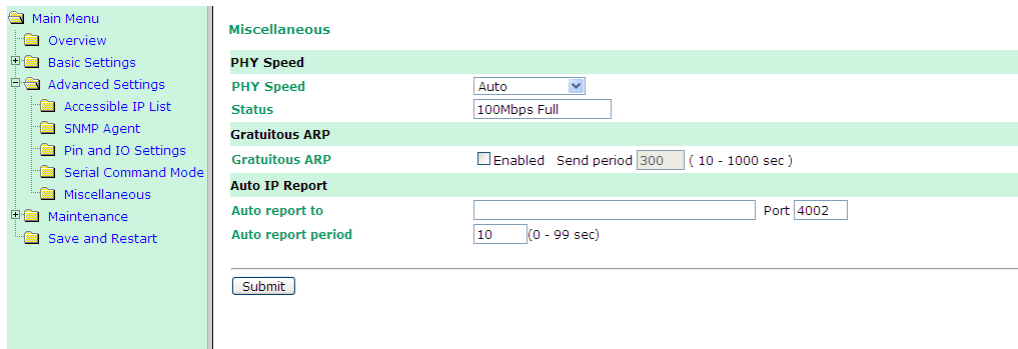 Main Menu
Overview
Basic Settings
Advanced Settings
Accessible IP List
SNMP Agent
Pin and IO Settings
Serial Command Mode
Miscellaneous
Maintenance
Save and Restart
Miscellaneous
PHY Speed
PHY Speed Auto
Status 100Mbps Full
Gratuitous ARP
Gratuitous ARP Enabled Send period 300 ( 10 - 1000 sec )
Auto IP Report
Auto report to Port 4002
Auto report period 10 (0 - 99 sec)
Submit